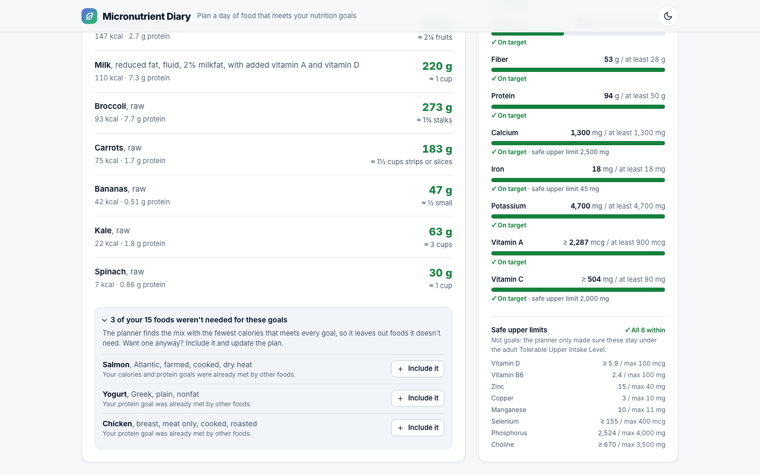 Micronutrient Diary Plan a day of food that meets your nutrition goals
147 kcal · 2.7 g protein
≈ 2¼ fruits
Milk, reduced fat, fluid, 2% milkfat, with added vitamin A and vitamin D 220 g
110 kcal · 7.3 g protein ≈ 1 cup
Broccoli, raw 273 g
93 kcal · 7.7 g protein ≈ 1¾ stalks
Carrots, raw 183 g
75 kcal · 1.7 g protein ≈ 1½ cups strips or slices
Bananas, raw 47 g
42 kcal · 0.51 g protein ≈ ½ small
Kale, raw 63 g
22 kcal · 1.8 g protein ≈ 3 cups
Spinach, raw 30 g
7 kcal · 0.86 g protein ≈ 1 cup
3 of your 15 foods weren't needed for these goals
The planner finds the mix with the fewest calories that meets every goal, so it leaves out foods it doesn't
need. Want one anyway? Include it and update the plan.
Salmon, Atlantic, farmed, cooked, dry heat
Your calories and protein goals were already met by other foods.
+ Include it
Yogurt, Greek, plain, nonfat
Your protein goal was already met by other foods.
+ Include it
Chicken, breast, meat only, cooked, roasted
Your protein goal was already met by other foods.
+ Include it
✓ On target
Fiber 53 g / at least 28 g
✓ On target
Protein 94 g / at least 50 g
✓ On target
Calcium 1,300 mg / at least 1,300 mg
✓ On target · safe upper limit 2,500 mg
Iron 18 mg / at least 18 mg
✓ On target · safe upper limit 45 mg
Potassium 4,700 mg / at least 4,700 mg
✓ On target
Vitamin A ≥ 2,287 mcg / at least 900 mcg
✓ On target
Vitamin C ≥ 504 mg / at least 90 mg
✓ On target · safe upper limit 2,000 mg
Safe upper limits ✓ All 8 within
Not goals: the planner only made sure these stay under
the adult Tolerable Upper Intake Level.
Vitamin D ≥ 5.9 / max 100 mcg
Vitamin B6 2.4 / max 100 mg
Zinc 15 / max 40 mg
Copper 3 / max 10 mg
Manganese 10 / max 11 mg
Selenium ≥ 155 / max 400 mcg
Phosphorus 2,524 / max 4,000 mg
Choline ≥ 670 / max 3,500 mg